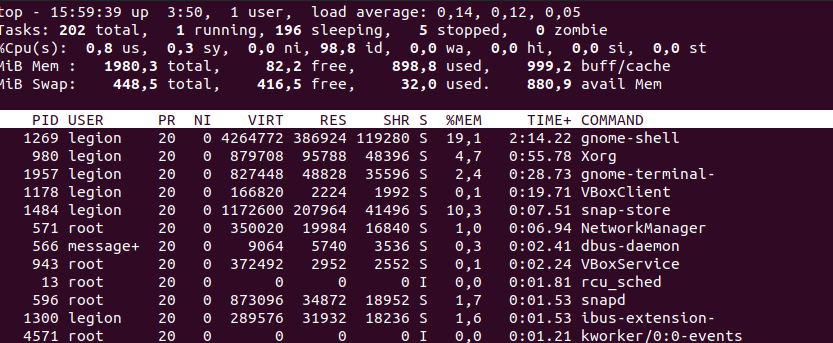 top - 15:59:39 up  3:50,  1 user,  load average: 0,14, 0,12, 0,05
Tasks: 202 total,   1 running, 196 sleeping,   5 stopped,   0 zombie
%Cpu(s):  0,8 us,  0,3 sy,  0,0 ni, 98,8 id,  0,0 wa,  0,0 hi,  0,0 si,  0,0 st
MiB Mem :   1980,3 total,     82,2 free,    898,8 used,    999,2 buff/cache
MiB Swap:    448,5 total,    416,5 free,     32,0 used.    880,9 avail Mem
PID USER      PR  NI    VIRT    RES    SHR S  %MEM     TIME+ COMMAND
1269 legion    20   0 4264772 386924 119280 S  19,1   2:14.22 gnome-shell
980 legion    20   0  879708  95788  48396 S   4,7   0:55.78 Xorg
1957 legion    20   0  827448  48828  35596 S   2,4   0:28.73 gnome-terminal-
1178 legion    20   0  166820   2224   1992 S   0,1   0:19.71 VBoxClient
1484 legion    20   0 1172600 207964  41496 S  10,3   0:07.51 snap-store
571 root      20   0  350020  19984  16840 S   1,0   0:06.94 NetworkManager
566 message+  20   0    9064   5740   3536 S   0,3   0:02.41 dbus-daemon
943 root      20   0  372492   2952   2552 S   0,1   0:02.24 VBoxService
13 root      20   0       0      0      0 I   0,0   0:01.81 rcu_sched
596 root      20   0  873096  34872  18952 S   1,7   0:01.53 snapd
1300 legion    20   0  289576  31932  18236 S   1,6   0:01.53 ibus-extension-
4571 root      20   0       0      0      0 I   0,0   0:01.21 kworker/0:0-events